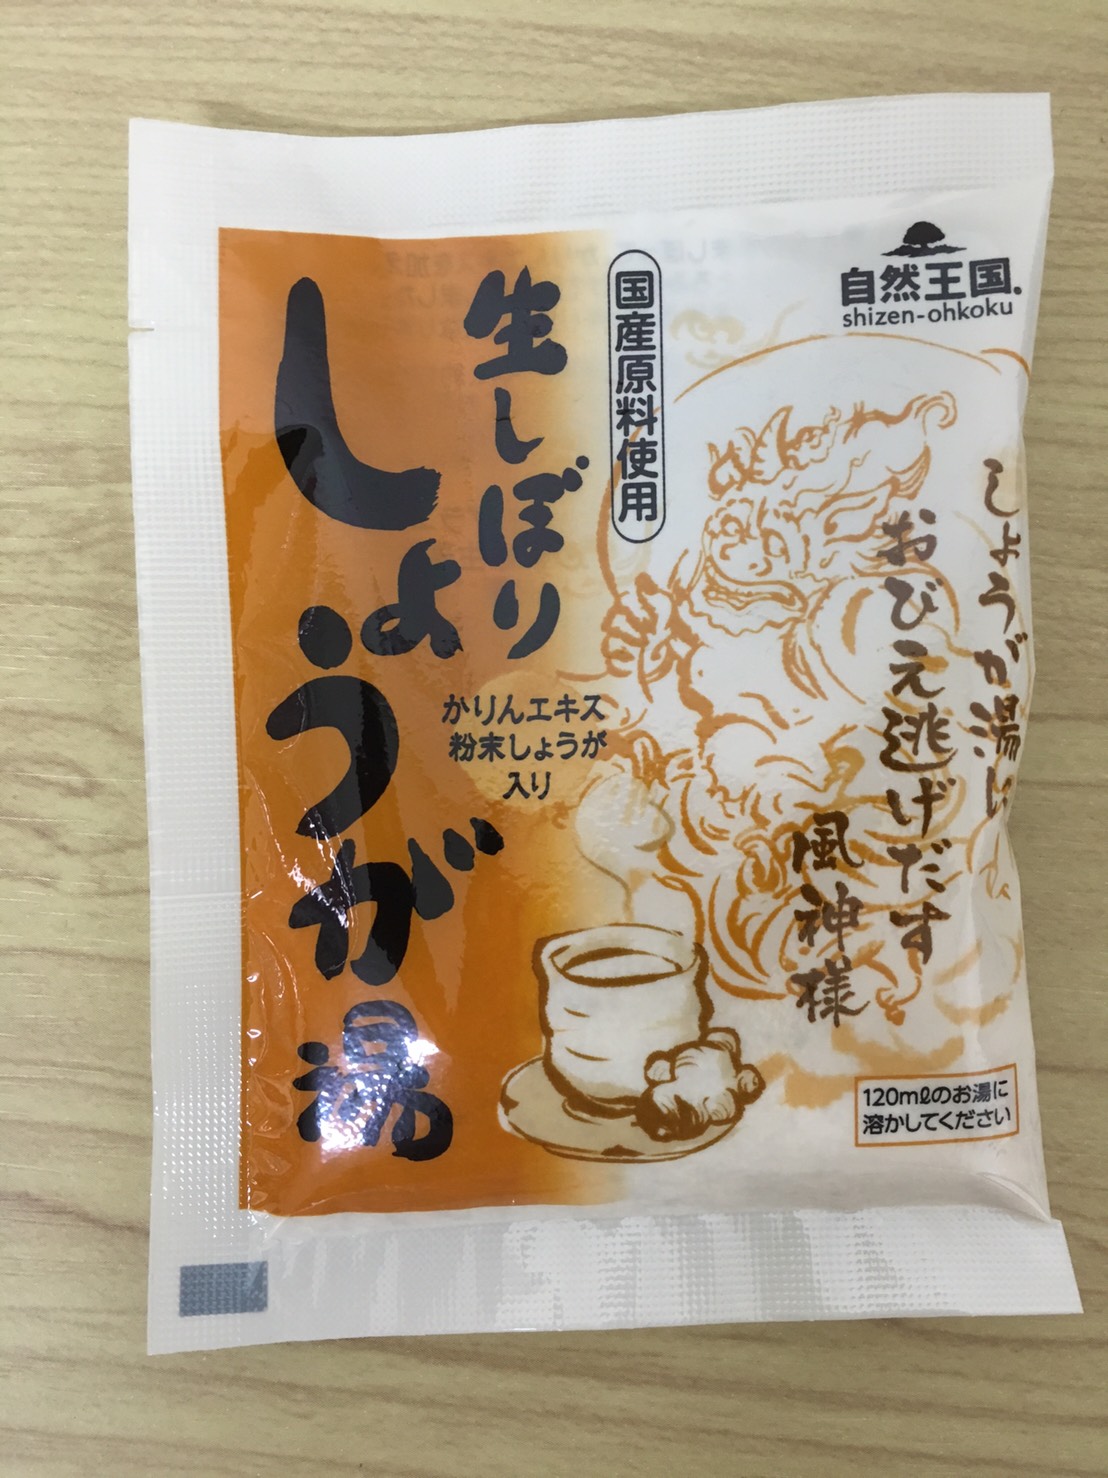 自然王国
shizen-ohkoku
国産原料使用
生しぼり
しょうが湯
かりんエキス
粉末しょうが
入り
しょうが湯に
おびえ逃げだす
風神様
120mlのお湯に
溶かしてください